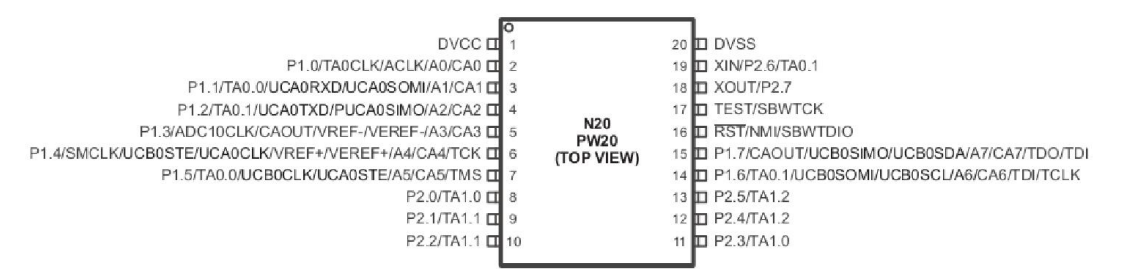 DVCC 1
P1.0/TA0CLK/ACLK/A0/CA0 2
P1.1/TA0.0/UCA0RXD/UCA0SOMI/A1/CA1 3
P1.2/TA0.1/UCA0TXD/PUCA0SIMO/A2/CA2 4
P1.3/ADC10CLK/CAOUT/VREF-/VEREF-/A3/CA3 5
P1.4/SMCLK/UCB0STE/UCA0CLK/VREF+/VEREF+/A4/CA4/TCK 6
P1.5/TA0.0/UCB0CLK/UCA0STE/A5/CA5/TMS 7
P2.0/TA1.0 8
P2.1/TA1.1 9
P2.2/TA1.1 10
N20
PW20
(TOP VIEW)
20 DVSS
19 XIN/P2.6/TA0.1
18 XOUT/P2.7
17 TEST/SBWTCK
16 RST/NMI/SBWTDIO
15 P1.7/CAOUT/UCB0SIMO/UCB0SDA/A7/CA7/TDO/TDI
14 P1.6/TA0.1/UCB0SOMI/UCB0SCL/A6/CA6/TDI/TCLK
13 P2.5/TA1.2
12 P2.4/TA1.2
11 P2.3/TA1.0